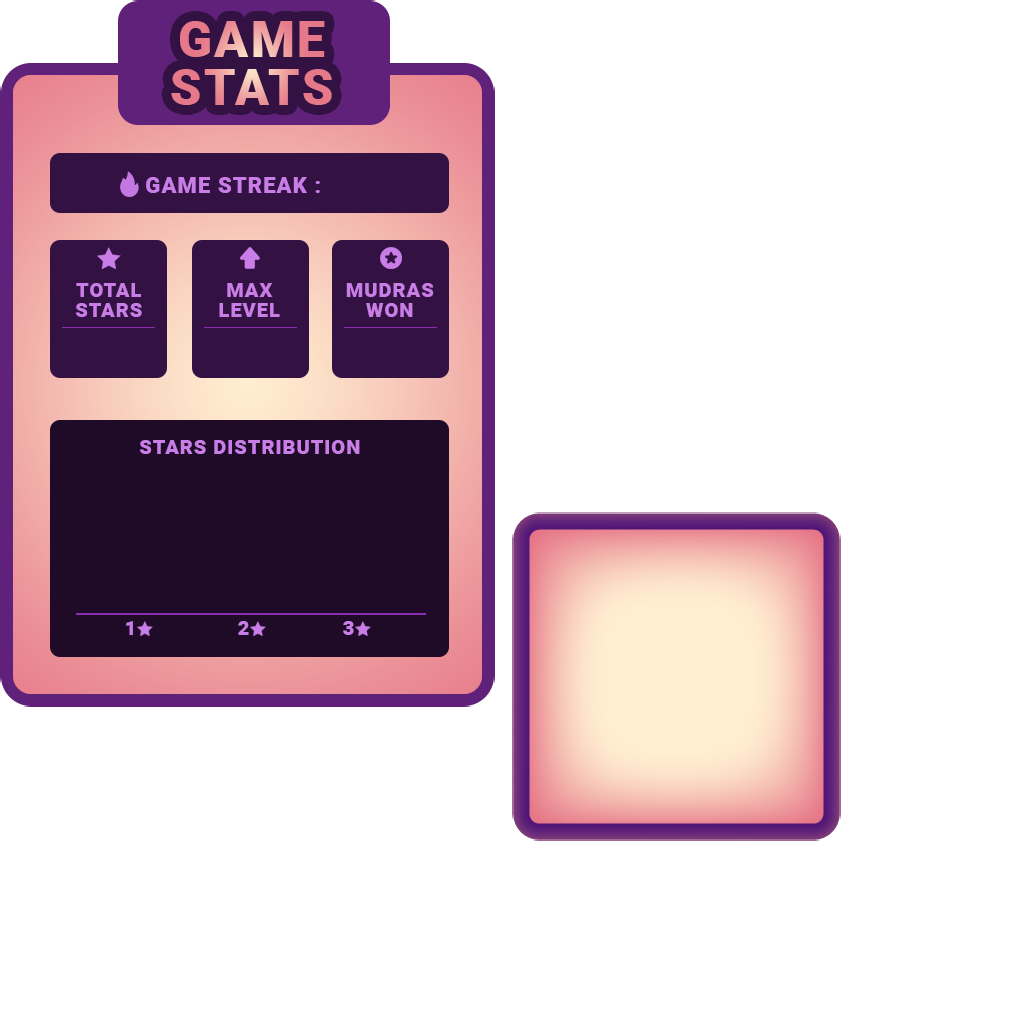 GAME
STATS
GAME STREAK :
TOTAL
STARS
MAX
LEVEL
MUDRAS
WON
STARS DISTRIBUTION
1★ 2★ 3★